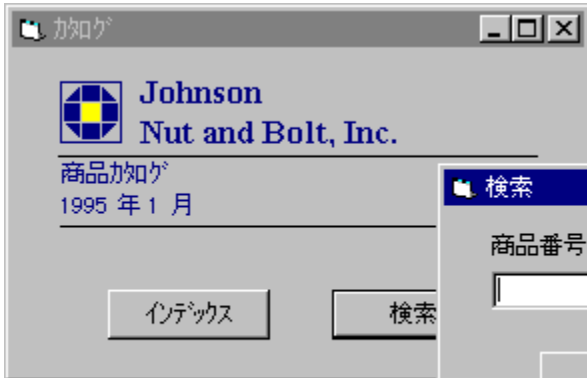 カタログ
Johnson
Nut and Bolt, Inc.
商品カタログ
1995 年 1 月
インデックス
検索
検索
商品番号